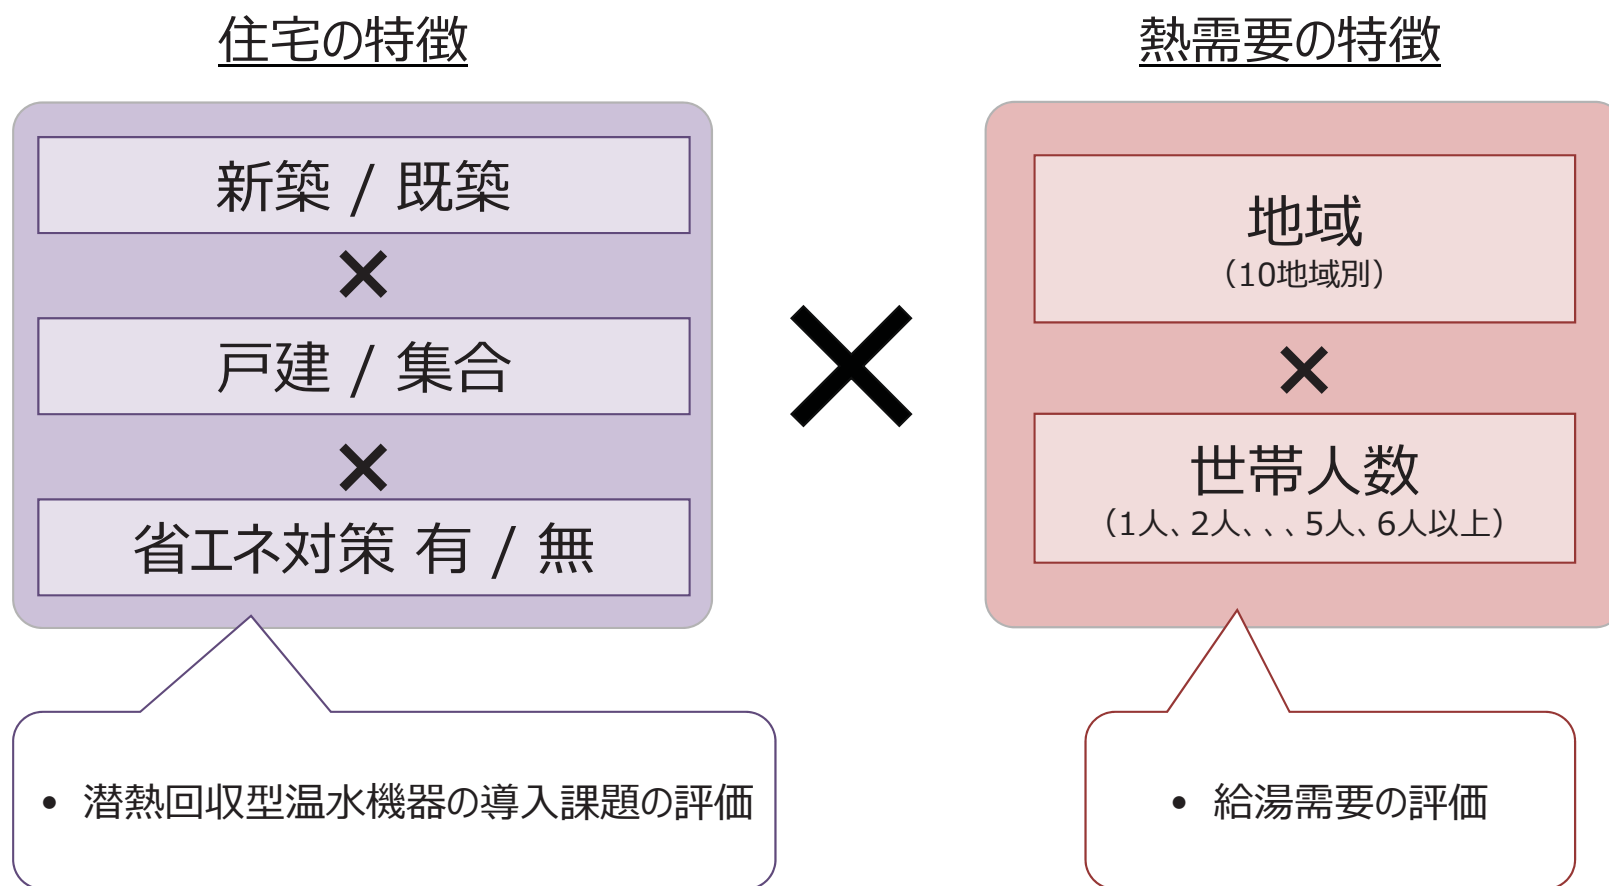 住宅の特徴
新築 / 既築
×
戸建 / 集合
×
省エネ対策 有 / 無
• 潜熱回収型温水機器の導入課題の評価
×
熱需要の特徴
地域
（10地域別）
×
世帯人数
（1人、2人、、、5人、6人以上）
• 給湯需要の評価